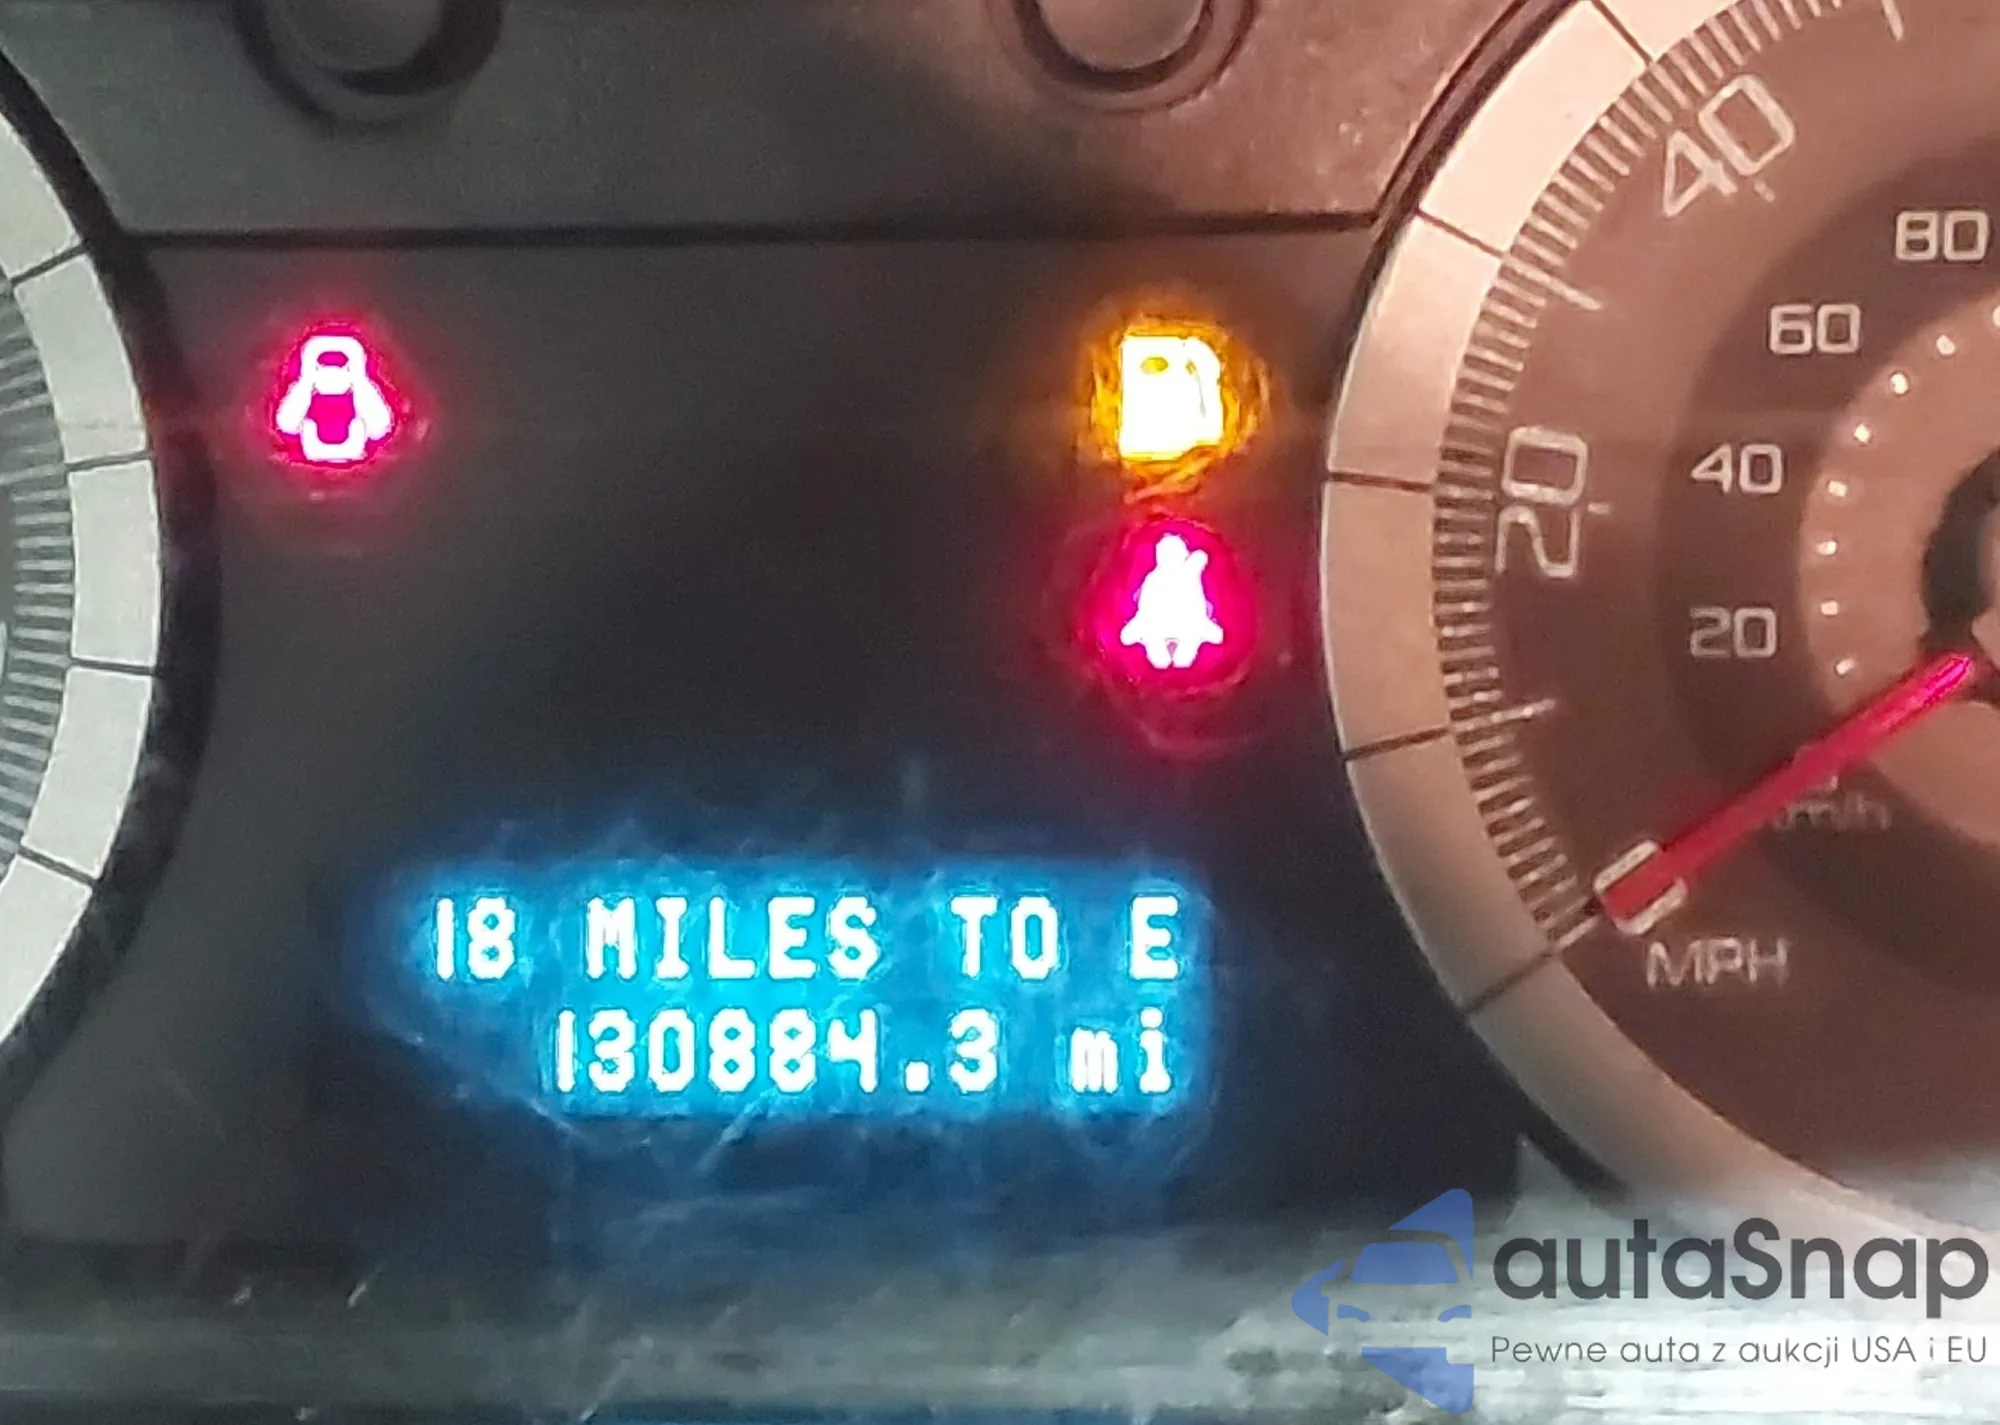 18 MILES TO E
130884.3 mi
40
20
80
60
40
20
km/h
0
MPH
autaSnap
Pewne auta z aukcji USA i EU